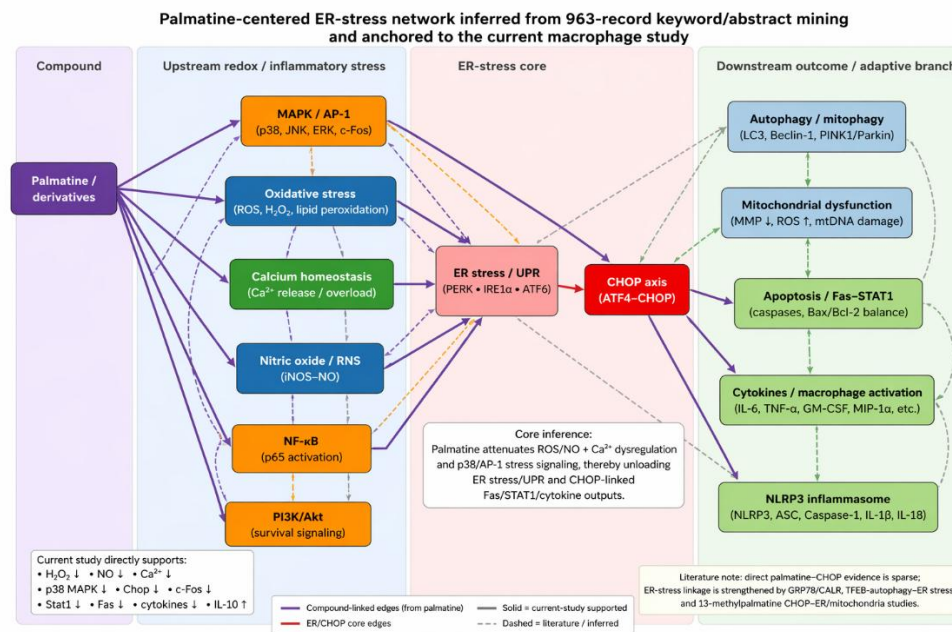 Palmatine-centered ER-stress network inferred from 963-record keyword/abstract mining
and anchored to the current macrophage study
Compound
Upstream redox / inflammatory stress
ER-stress core
Downstream outcome / adaptive branch
Palmatine /
derivatives
MAPK / AP-1
(p38, JNK, ERK, c-Fos)
Oxidative stress
(ROS, H₂O₂, lipid peroxidation)
Calcium homeostasis
(Ca²⁺ release / overload)
Nitric oxide / RNS
(iNOS–NO)
NF-κB
(p65 activation)
PI3K/Akt
(survival signaling)
ER stress / UPR
(PERK • IRE1α • ATF6)
CHOP axis
(ATF4–CHOP)
Autophagy / mitophagy
(LC3, Beclin-1, PINK1/Parkin)
Mitochondrial dysfunction
(MMP ↓, ROS ↑, mtDNA damage)
Apoptosis / Fas–STAT1
(caspases, Bax/Bcl-2 balance)
Cytokines / macrophage activation
(IL-6, TNF-α, GM-CSF, MIP-1α, etc.)
NLRP3 inflammasome
(NLRP3, ASC, Caspase-1, IL-1β, IL-18)
Core inference:
Palmatine attenuates ROS/NO + Ca²⁺ dysregulation
and p38/AP-1 stress signaling, thereby unloading
ER stress/UPR and CHOP-linked
Fas/STAT1/cytokine outputs.
Current study directly supports:
• H₂O₂ ↓ • NO ↓ • Ca²⁺ ↓
• p38 MAPK ↓ • Chop ↓ • c-Fos ↓
• Stat1 ↓ • Fas ↓ • cytokines ↓ • IL-10 ↑
Compound-linked edges (from palmatine)
ER/CHOP core edges
Solid = current-study supported
Dashed = literature / inferred
Literature note: direct palmatine–CHOP evidence is sparse;
ER-stress linkage is strengthened by GRP78/CALR, TFEB-autophagy–ER stress
and 13-methylpalmatine CHOP–ER/mitochondria studies.